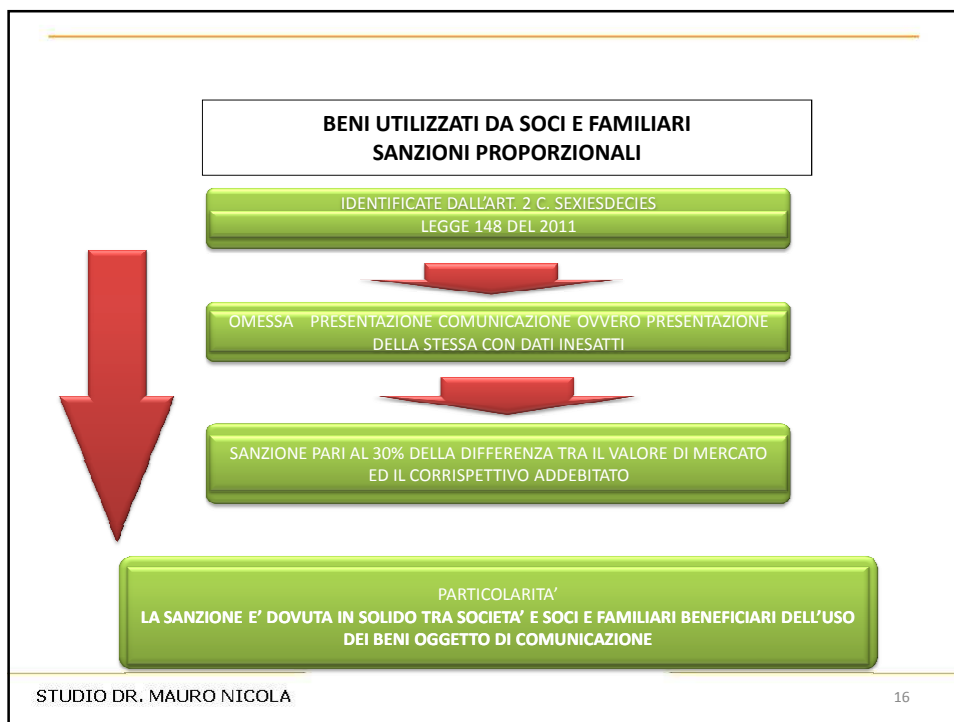 BENI UTILIZZATI DA SOCI E FAMILIARI
SANZIONI PROPORZIONALI
IDENTIFICATE DALL'ART. 2 C. SEXIESDECIES
LEGGE 148 DEL 2011
OMESSA PRESENTAZIONE COMUNICAZIONE OVVERO PRESENTAZIONE
DELLA STESSA CON DATI INESATTI
SANZIONE PARI AL 30% DELLA DIFFERENZA TRA IL VALORE DI MERCATO
ED IL CORRISPETTIVO ADDEBITATO
PARTICOLARITA'
LA SANZIONE E' DOVUTA IN SOLIDO TRA SOCIETA' E SOCI E FAMILIARI BENEFICIARI DELL'USO
DEI BENI OGGETTO DI COMUNICAZIONE
STUDIO DR. MAURO NICOLA
16